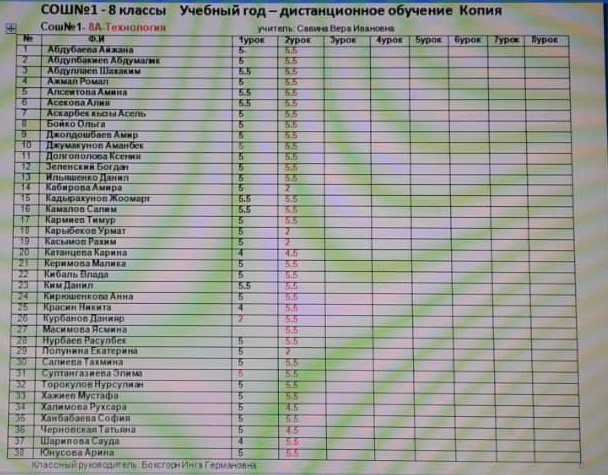 СОШ№1 - 8 классы Учебный год – дистанционное обучение Копия
Сош№1- 8А-Технология учитель: Савина Вера Ивановна
№ Ф.И 1урок 2урок 3урок 4урок 5урок 6урок 7урок 8урок
1 Абдубаева Айжана 5- 5.5
2 Абдулбакиев Абдумалик 5 5.5
3 Абдуллаев Шахаким 5.5 5.5
4 Ажмал Ромал 5 5.5
5 Алсеитова Амина 5.5 5.5
6 Асекова Алия 5.5 5.5
7 Аскарбек кызы Асель 5 5.5
8 Бойко Ольга 5 5.5
9 Джолдошбаев Амир 5 5.5
10 Джумакунов Аманбек 5 5.5
11 Долгополова Ксения 5 5.5
12 Зеленский Богдан 5 5.5
13 Ильяшенко Данил 5 5.5
14 Кабирова Амира 5 2
15 Кадырахунов Жоомарт 5.5 5.5
16 Камалов Салим 5.5 5.5
17 Кармиев Тимур 5 5.5
18 Карыбеков Урмат 5 2
19 Касымов Рахим 5 2
20 Катанцева Карина 4 4.5
21 Керимова Малика 5 5.5
22 Кибаль Влада 5 5.5
23 Ким Данил 5.5 5.5
24 Кирюшенкова Анна 5 5.5
25 Красин Никита 4 5.5
26 Курбанов Данияр 2 5.5
27 Масимова Ясмина 5.5
28 Нурбаев Расулбек 5 5.5
29 Полунина Екатерина 5 2
30 Салиева Тахмина 5 5.5
31 Султангазиева Элима 5 5.5
32 Торокулов Нурсулиан 5 5.5
33 Хажиев Мустафа 5 5.5
34 Халимова Рухсара 5 4.5
35 Ханбабаева София 5 5.5
36 Черновская Татьяна 5 4.5
37 Шарипова Сауда 4 5.5
38 Юнусова Арина 5 5.5
Классный руководитель: Боксгорн Инга Германовна